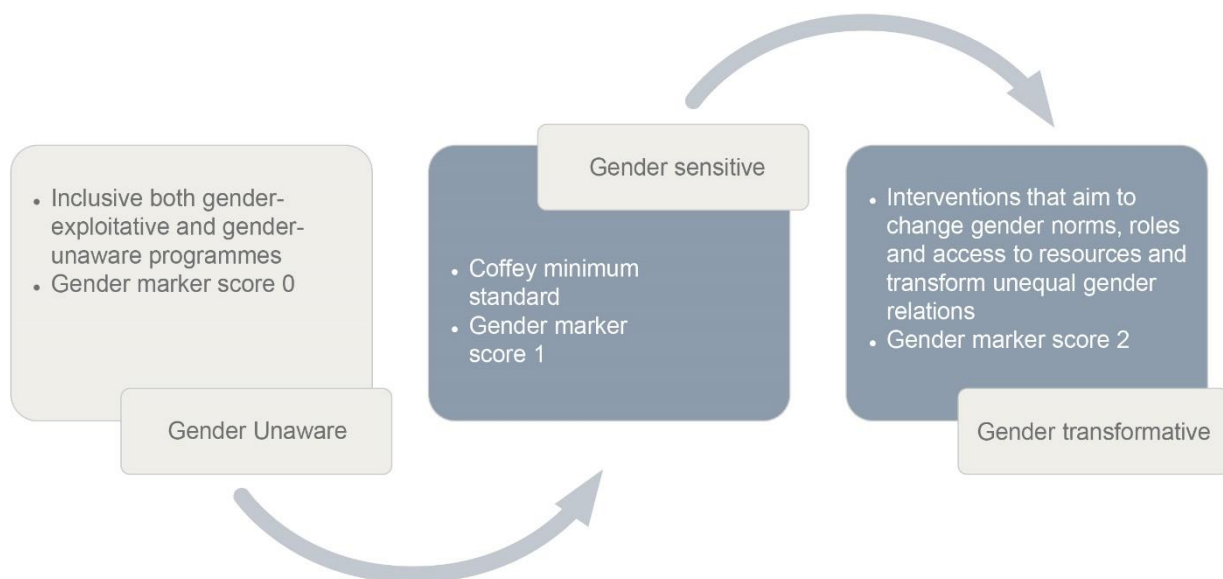 • Inclusive both gender-
exploitative and gender-
unaware programmes
• Gender marker score 0
Gender Unaware
Gender sensitive
• Coffey minimum
standard
• Gender marker
score 1
• Interventions that aim to
change gender norms, roles
and access to resources and
transform unequal gender
relations
• Gender marker score 2
Gender transformative